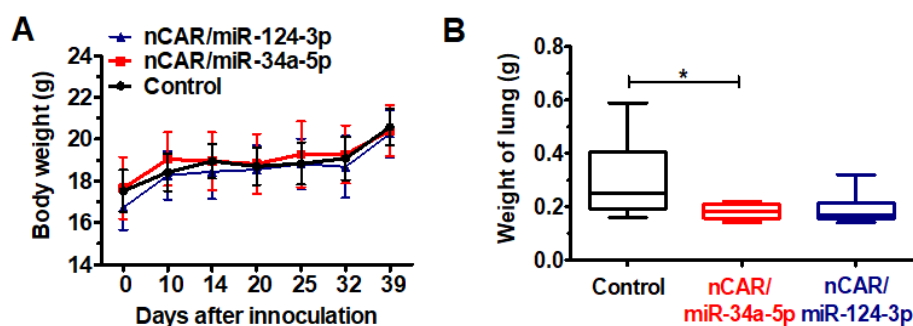 A
nCAR/miR-124-3p
nCAR/miR-34a-5p
Control
Body weight (g)
24
22
20
18
16
14
0 10 14 20 25 32 39
Days after innoculation
B
Weight of lung (g)
0.8
0.6
0.4
0.2
0.0
*
Control
nCAR/
miR-34a-5p
nCAR/
miR-124-3p